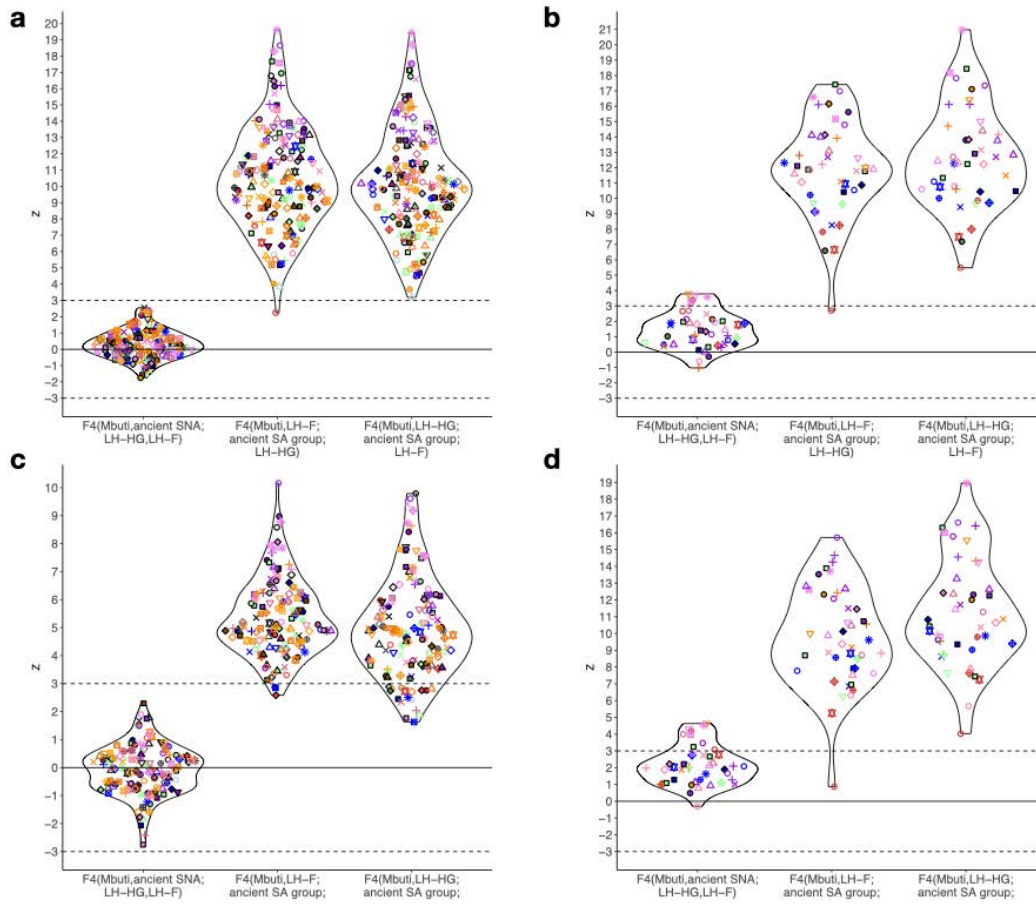 a
20
19
18
17
16
15
14
13
12
11
10
9
8
7
6
5
4
3
2
1
0
−1
−2
−3
z
F4(Mbuti,ancient SNA;
LH−HG,LH−F)
F4(Mbuti,LH−F;
ancient SA group;
LH−HG)
F4(Mbuti,LH−HG;
ancient SA group;
LH−F)
b
21
20
19
18
17
16
15
14
13
12
11
10
9
8
7
6
5
4
3
2
1
0
−1
−2
−3
z
F4(Mbuti,ancient SNA;
LH−HG,LH−F)
F4(Mbuti,LH−F;
ancient SA group;
LH−HG)
F4(Mbuti,LH−HG;
ancient SA group;
LH−F)
c
10
9
8
7
6
5
4
3
2
1
0
−1
−2
−3
z
F4(Mbuti,ancient SNA;
LH−HG,LH−F)
F4(Mbuti,LH−F;
ancient SA group;
F4(Mbuti,LH−HG;
ancient SA group;
d
19
18
17
16
15
14
13
12
11
10
9
8
7
6
5
4
3
2
1
0
−1
−2
−3
z
F4(Mbuti,ancient SNA;
LH−HG,LH−F)
F4(Mbuti,LH−F;
ancient SA group;
F4(Mbuti,LH−HG;
ancient SA group;